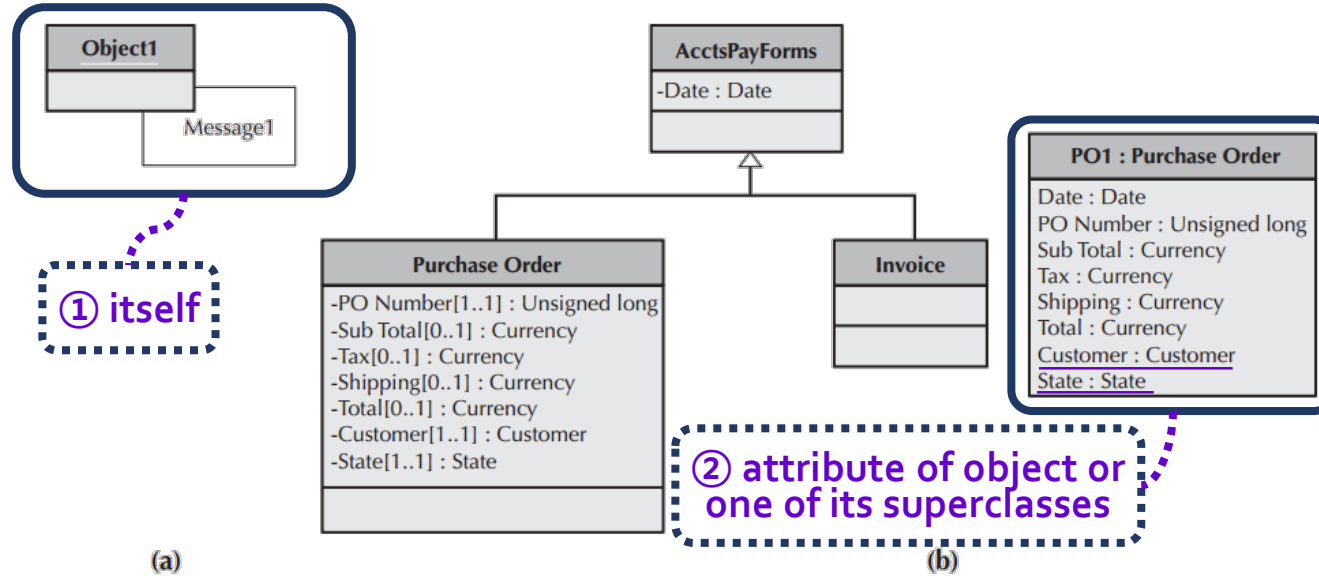 Object1
Message1
① itself
AcctsPayForms
-Date : Date
Purchase Order
-PO Number[1..1] : Unsigned long
-Sub Total[0..1] : Currency
-Tax[0..1] : Currency
-Shipping[0..1] : Currency
-Total[0..1] : Currency
-Customer[1..1] : Customer
-State[1..1] : State
Invoice
PO1 : Purchase Order
Date : Date
PO Number : Unsigned long
Sub Total : Currency
Tax : Currency
Shipping : Currency
Total : Currency
Customer : Customer
State : State
② attribute of object or
one of its superclasses
(a)
(b)